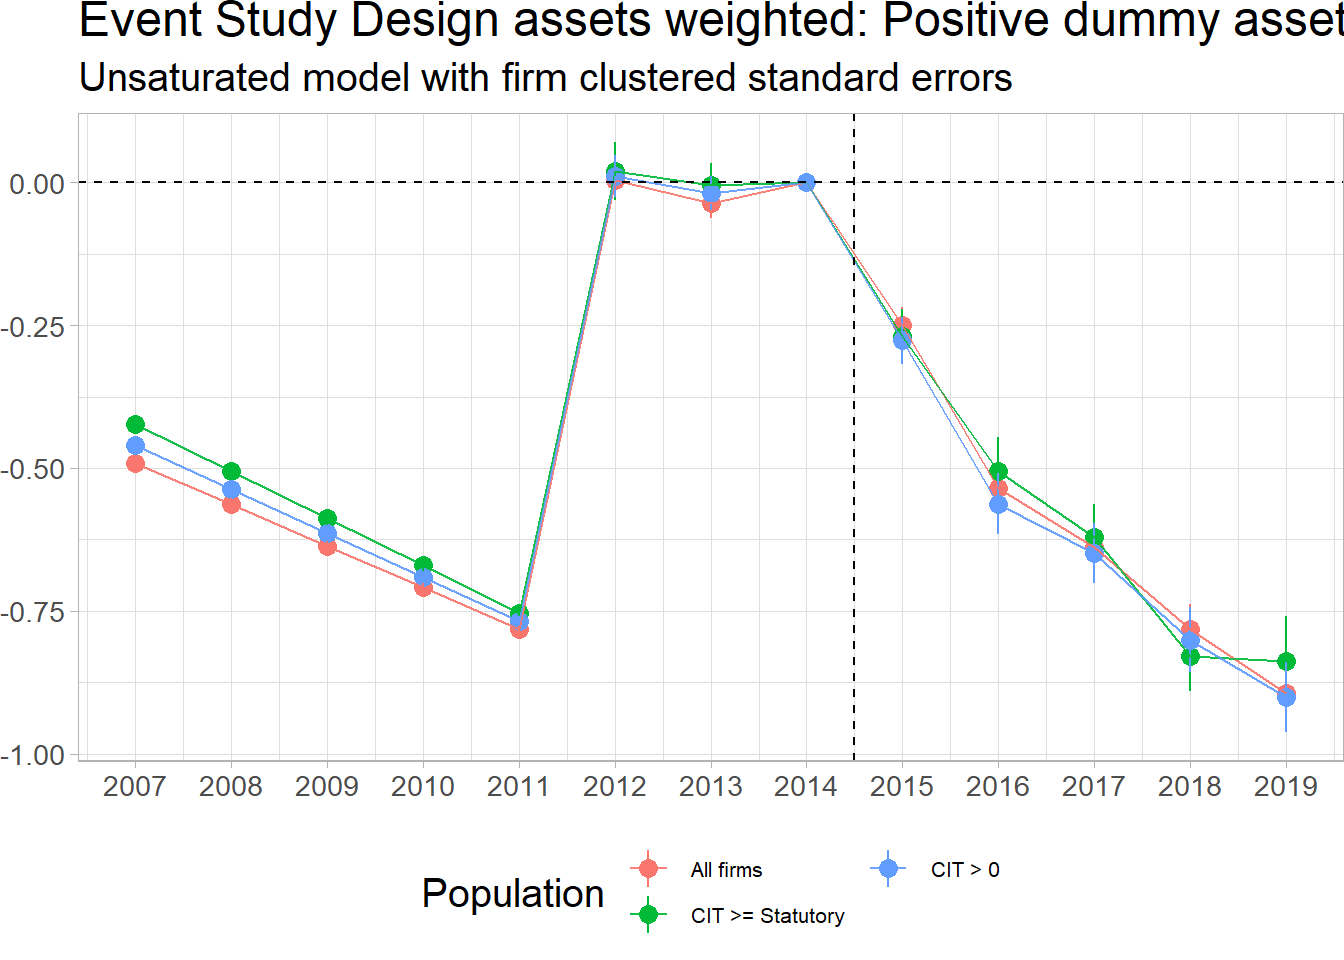 Event Study Design assets weighted: Positive dummy asset
Unsaturated model with firm clustered standard errors
0.00
-0.25
-0.50
-0.75
-1.00
2007 2008 2009 2010 2011 2012 2013 2014 2015 2016 2017 2018 2019
Population
All firms
CIT > 0
CIT >= Statutory